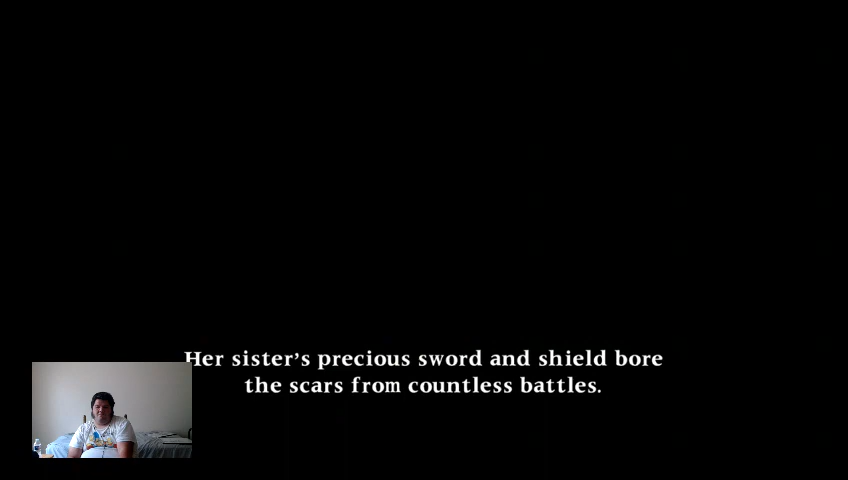 Her sister's precious sword and shield bore
the scars from countless battles.